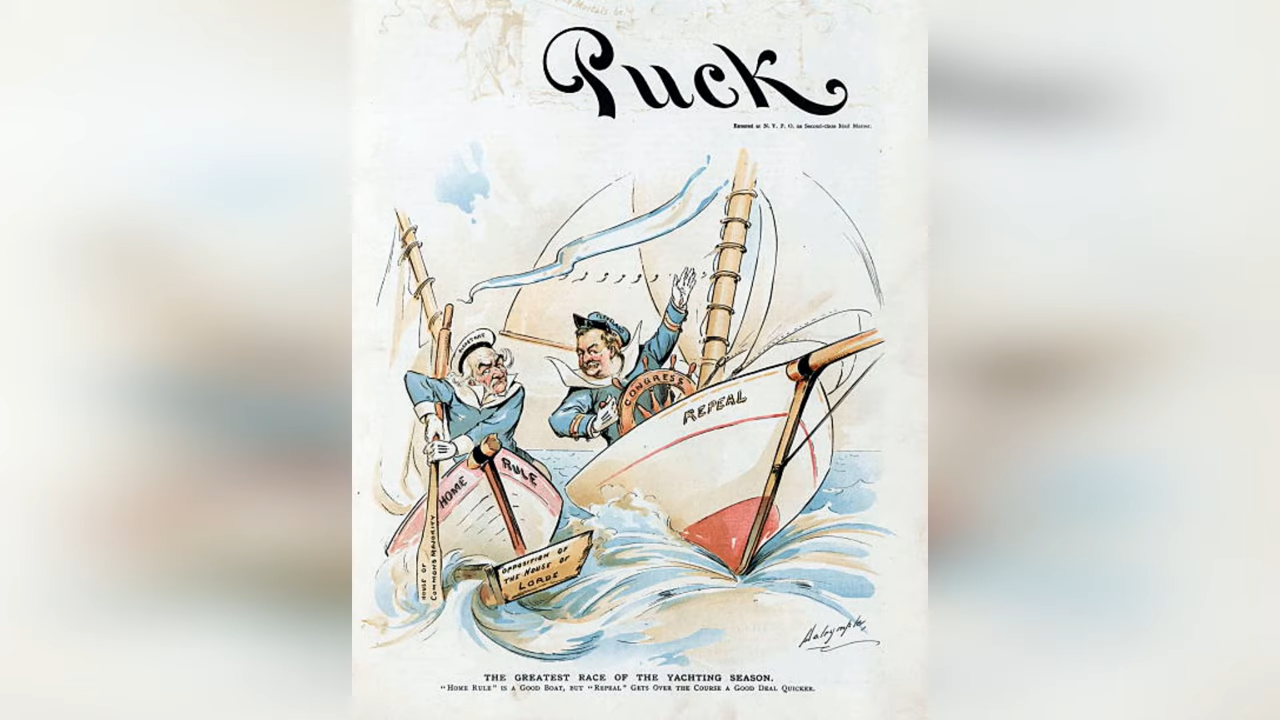 Puck
Entered at N. Y. P. O. as Second-class Mail Matter.
GLADSTONE
CONGRESS
REPEAL
HOME RULE
HOUSE OF
COMMONS MAJORITY
OPPOSITION OF
THE HOUSE OF
LORDS
Dalrymple
THE GREATEST RACE OF THE YACHTING SEASON.
"Home Rule" is a Good Boat, but "Repeal" Gets Over the Course a Good Deal Quicker.